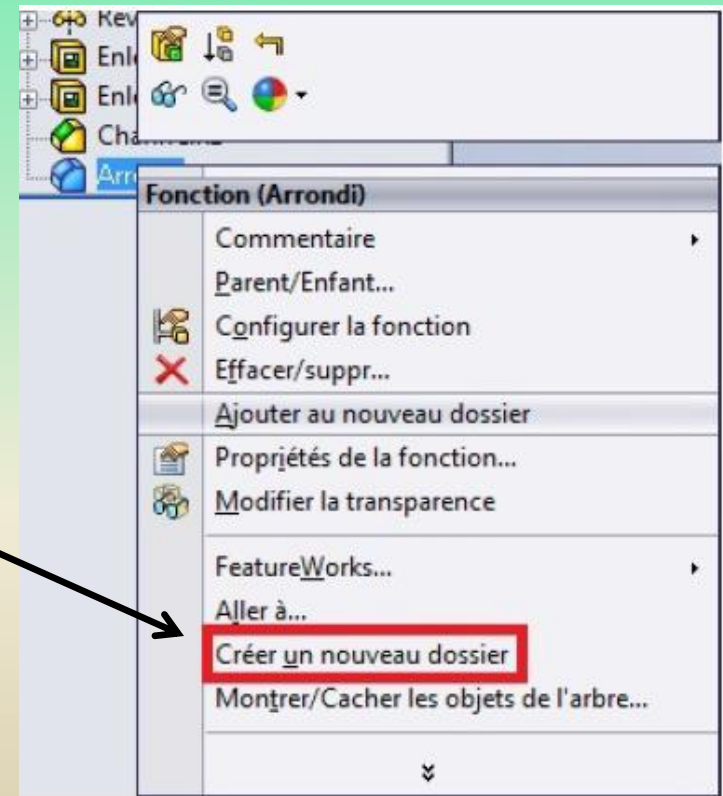 Rev
Enl
Enl
Arr
Fonction (Arrondi)
Commentaire
Parent/Enfant...
Configurer la fonction
Effacer/suppr...
Ajouter au nouveau dossier
Propriétés de la fonction...
Modifier la transparence
FeatureWorks...
Aller à...
Créer un nouveau dossier
Montrer/Cacher les objets de l'arbre...